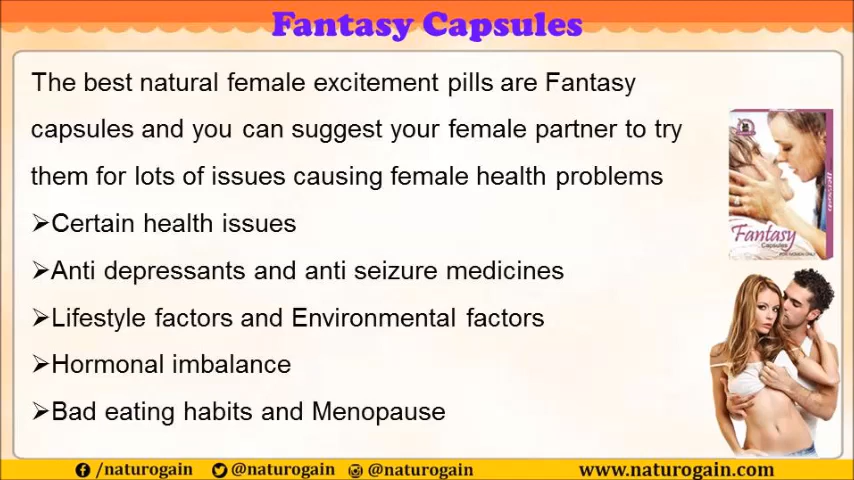 Fantasy Capsules
The best natural female excitement pills are Fantasy
capsules and you can suggest your female partner to try
them for lots of issues causing female health problems
➢Certain health issues
➢Anti depressants and anti seizure medicines
➢Lifestyle factors and Environmental factors
➢Hormonal imbalance
➢Bad eating habits and Menopause
Fantasy
Capsules
FOR WOMEN ONLY
/naturogain @naturogain @naturogain www.naturogain.com